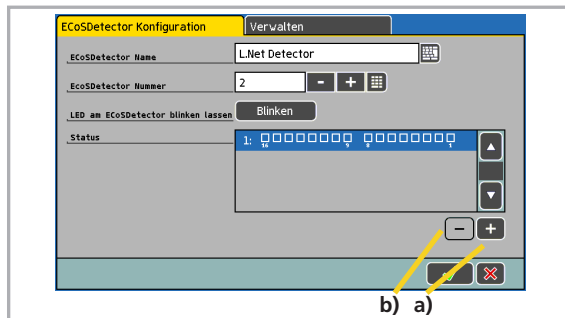 ECoSDetector Konfiguration Verwalten
ECoSDetector Name L.Net Detector
ECoSDetector Nummer 2 - +
LED am ECoSDetector blinken lassen Blinken
Status
1:
16 9 8 1
- +
b) a)